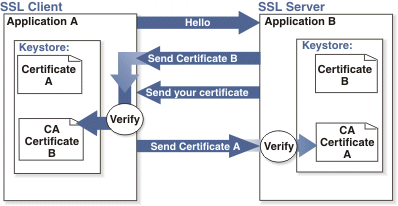 SSL Client
SSL Server
Application A
Hello
Application B
Keystore:
Certificate
A
CA
Certificate
B
Send Certificate B
Send your certificate
Verify
Send Certificate A
Verify
Keystore:
Certificate
B
CA
Certificate
A